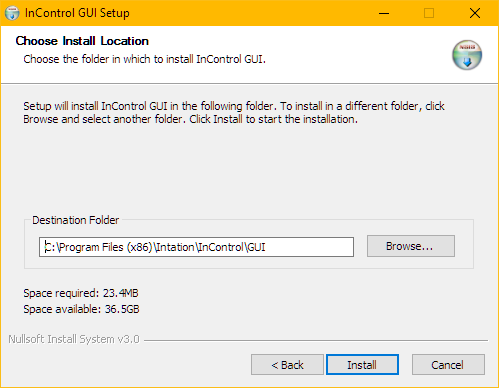 InControl GUI Setup
Choose Install Location
Choose the folder in which to install InControl GUI.
Setup will install InControl GUI in the following folder. To install in a different folder, click
Browse and select another folder. Click Install to start the installation.
Destination Folder
C:\Program Files (x86)\Intation\InControl\GUI
Browse...
Space required: 23.4MB
Space available: 36.5GB
Nullsoft Install System v3.0
< Back
Install
Cancel